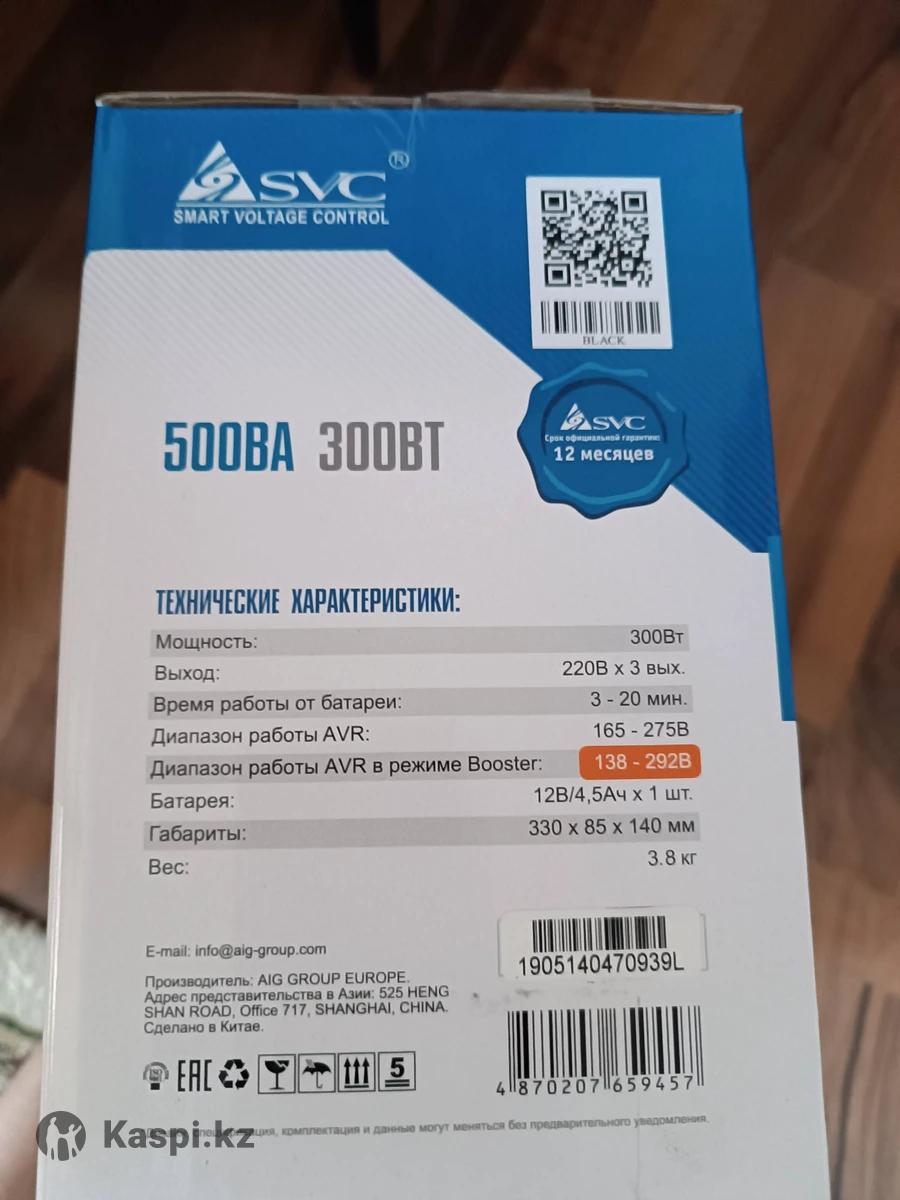 SVC®
SMART VOLTAGE CONTROL
BLACK
500ВА 300ВТ
SVC
Срок официальной гарантии:
12 месяцев
ТЕХНИЧЕСКИЕ ХАРАКТЕРИСТИКИ:
Мощность: 300Вт
Выход: 220В x 3 вых.
Время работы от батареи: 3 - 20 мин.
Диапазон работы AVR: 165 - 275В
Диапазон работы AVR в режиме Booster: 138 - 292В
Батарея: 12В/4,5Ач x 1 шт.
Габариты: 330 x 85 x 140 мм
Вес: 3.8 кг
E-mail: info@aig-group.com
1905140470939L
Производитель: AIG GROUP EUROPE.
Адрес представительства в Азии: 525 HENG
SHAN ROAD, Office 717, SHANGHAI, CHINA.
Сделано в Китае.
EAC
5
4 870207 659457
комплектация и данные могут меняться без предварительного уведомления.
Kaspi.kz